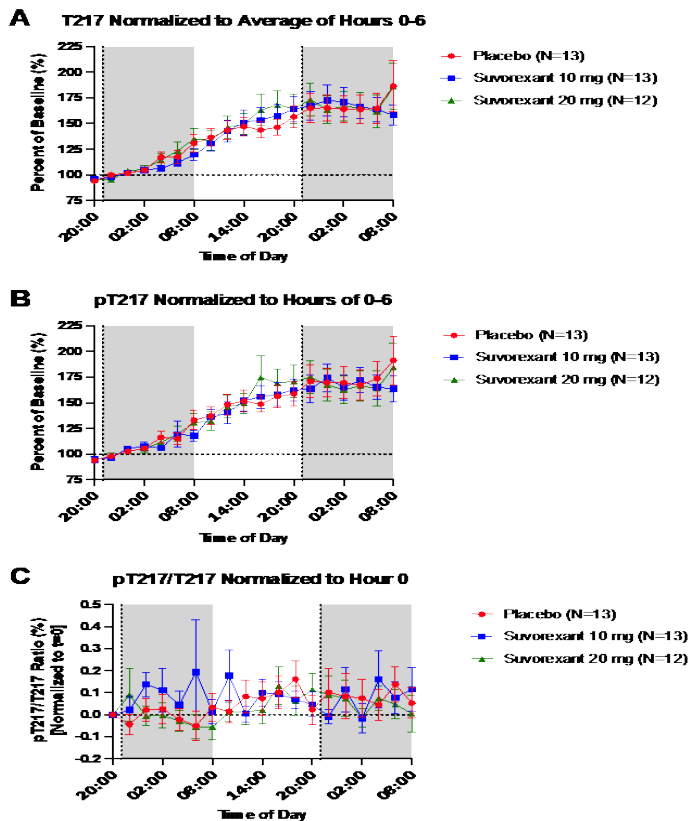 A
T217 Normalized to Average of Hours 0-6
Percent of Baseline (%)
225
200
175
150
125
100
75
20:00
02:00
08:00
14:00
20:00
02:00
08:00
Time of Day
Placebo (N=13)
Suvorexant 10 mg (N=13)
Suvorexant 20 mg (N=12)
B
pT217 Normalized to Hours of 0-6
Percent of Baseline (%)
225
200
175
150
125
100
75
20:00
02:00
08:00
14:00
20:00
02:00
08:00
Time of Day
Placebo (N=13)
Suvorexant 10 mg (N=13)
Suvorexant 20 mg (N=12)
C
pT217/T217 Normalized to Hour 0
pT217/T217 Ratio (%)
[Normalized to t=0]
0.5
0.4
0.3
0.2
0.1
0.0
-0.1
-0.2
20:00
02:00
08:00
14:00
20:00
02:00
08:00
Time of Day
Placebo (N=13)
Suvorexant 10 mg (N=13)
Suvorexant 20 mg (N=12)